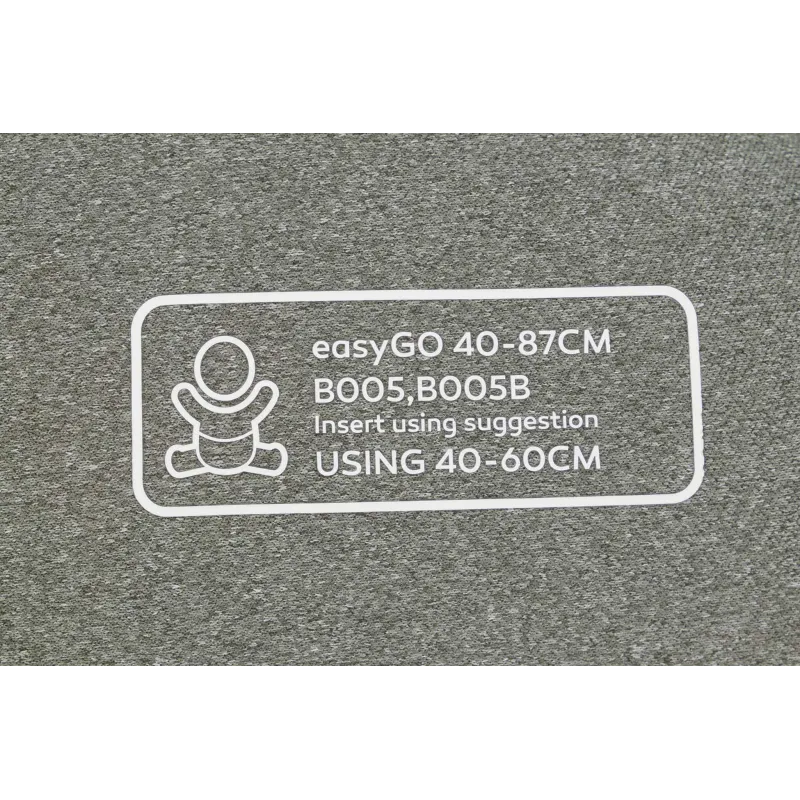 easyGO 40-87CM
B005,B005B
Insert using suggestion
USING 40-60CM